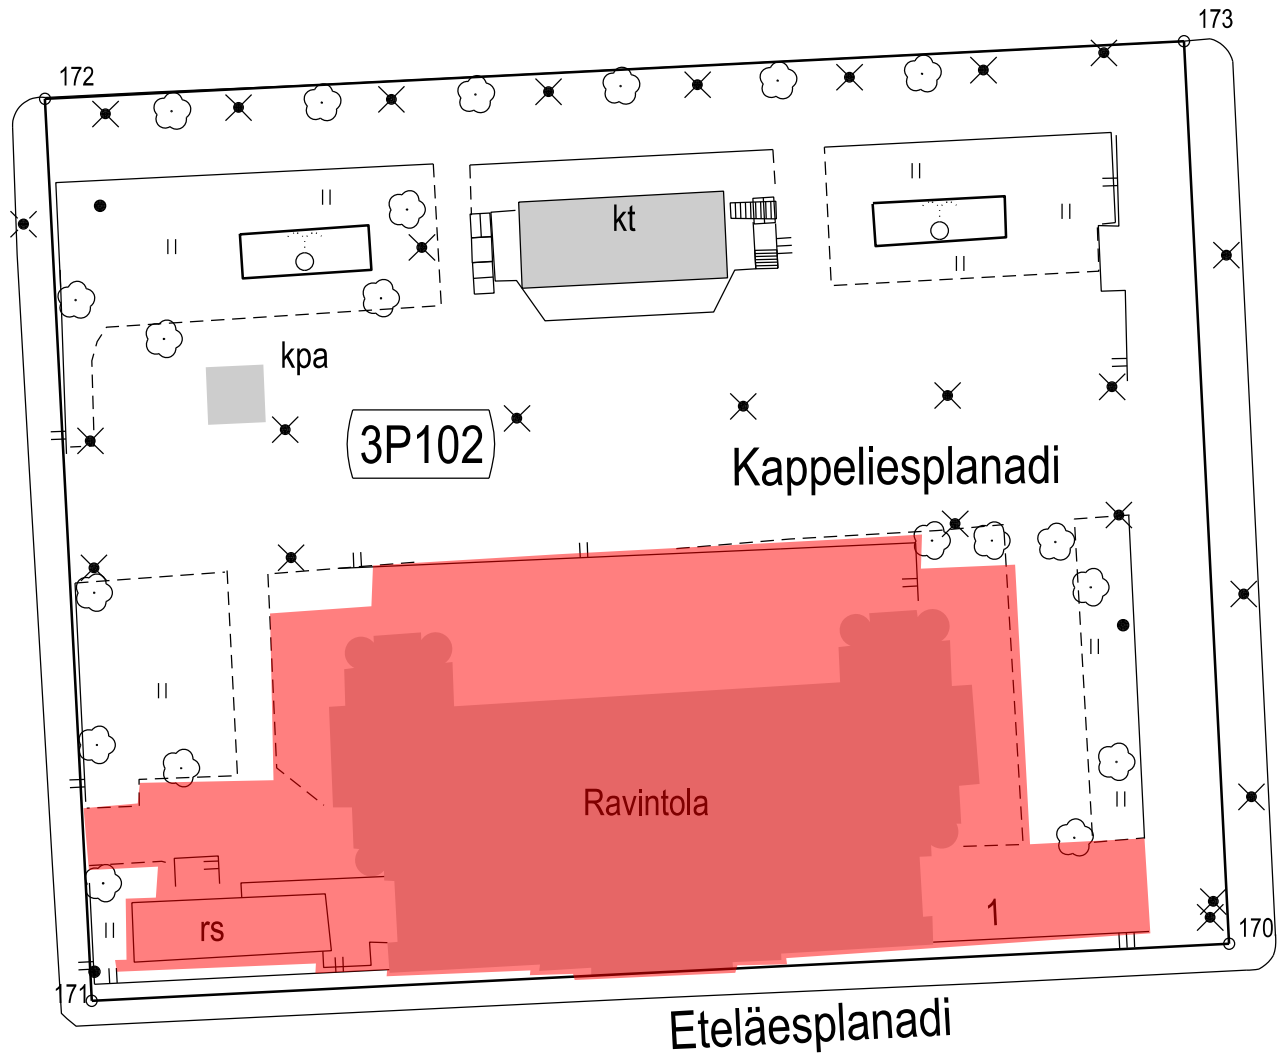 173
172
kt
kpa
3P102
Kappeliesplanadi
Ravintola
1
rs
170
171
Eteläesplanadi